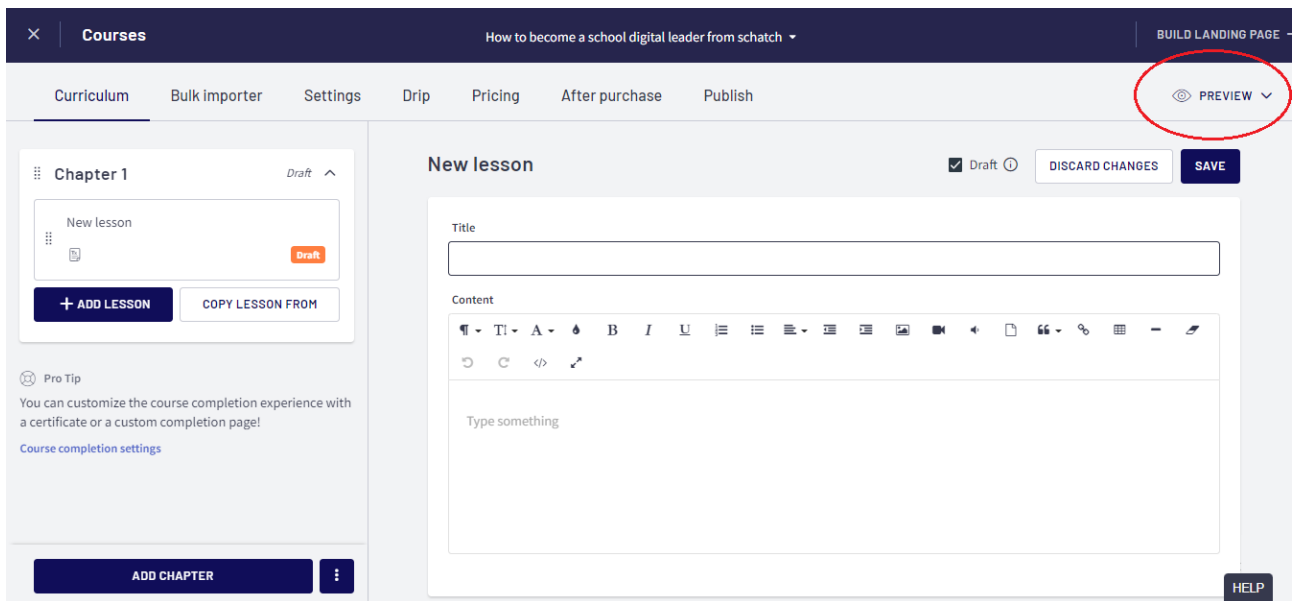 × Courses How to become a school digital leader from schatch BUILD LANDING PAGE
Curriculum Bulk importer Settings Drip Pricing After purchase Publish PREVIEW
Chapter 1 Draft
New lesson
Draft
+ ADD LESSON COPY LESSON FROM
Pro Tip
You can customize the course completion experience with
a certificate or a custom completion page!
Course completion settings
ADD CHAPTER
New lesson Draft DISCARD CHANGES SAVE
Title
Content
¶ T A B I U
Type something
HELP